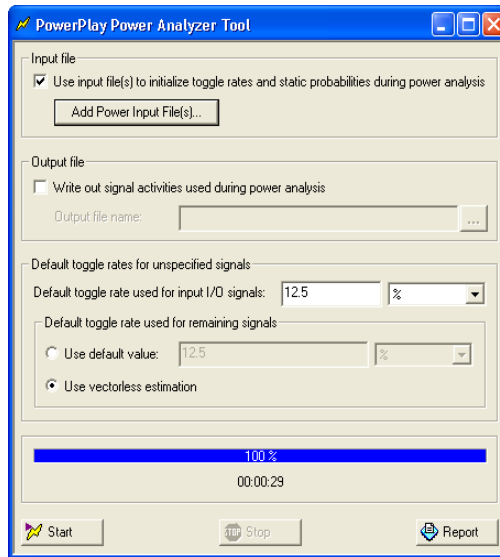 PowerPlay Power Analyzer Tool
Input file
Use input file(s) to initialize toggle rates and static probabilities during power analysis
Add Power Input File(s)...
Output file
Write out signal activities used during power analysis
Output file name:
...
Default toggle rates for unspecified signals
Default toggle rate used for input I/O signals: 12.5 %
Default toggle rate used for remaining signals
Use default value: 12.5 %
Use vectorless estimation
100 %
00:00:29
Start STOP Stop Report